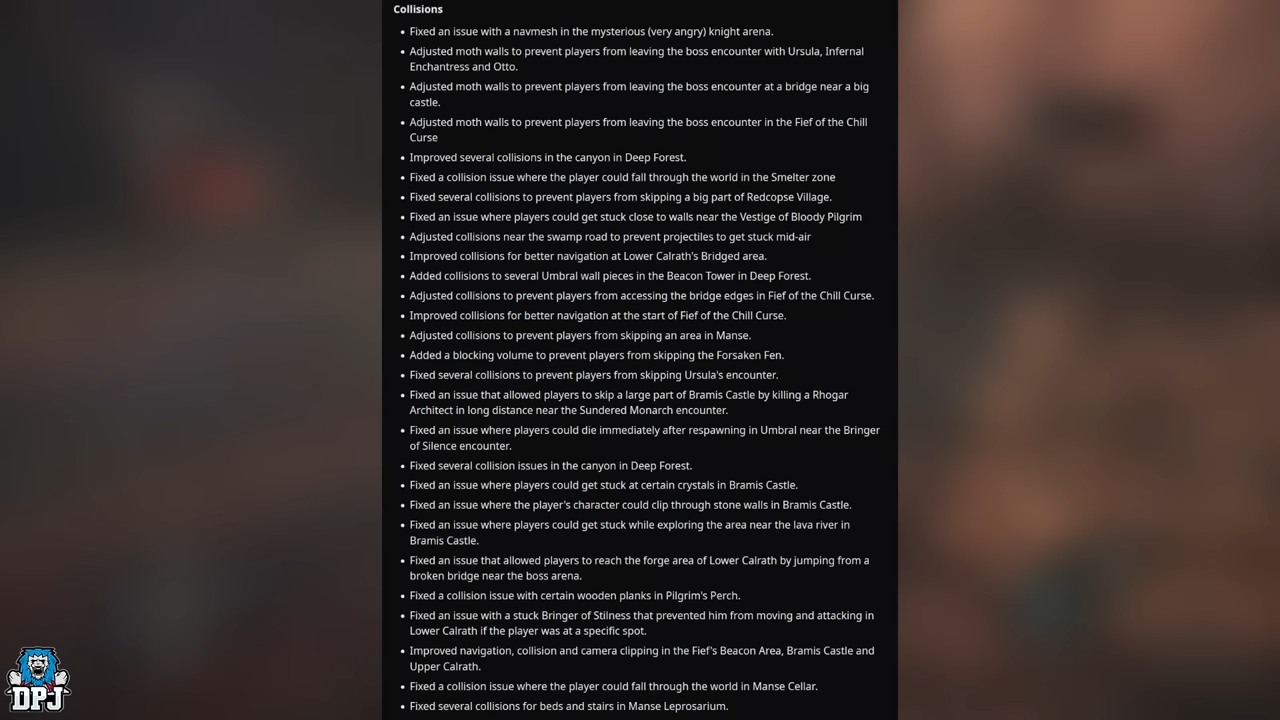 Collisions
• Fixed an issue with a navmesh in the mysterious (very angry) knight arena.
• Adjusted moth walls to prevent players from leaving the boss encounter with Ursula, Infernal
Enchantress and Otto.
• Adjusted moth walls to prevent players from leaving the boss encounter at a bridge near a big
castle.
• Adjusted moth walls to prevent players from leaving the boss encounter in the Fief of the Chill
Curse
• Improved several collisions in the canyon in Deep Forest.
• Fixed a collision issue where the player could fall through the world in the Smelter zone
• Fixed several collisions to prevent players from skipping a big part of Redcopse Village.
• Fixed an issue where players could get stuck close to walls near the Vestige of Bloody Pilgrim
• Adjusted collisions near the swamp road to prevent projectiles to get stuck mid-air
• Improved collisions for better navigation at Lower Calrath's Bridged area.
• Added collisions to several Umbral wall pieces in the Beacon Tower in Deep Forest.
• Adjusted collisions to prevent players from accessing the bridge edges in Fief of the Chill Curse.
• Improved collisions for better navigation at the start of Fief of the Chill Curse.
• Adjusted collisions to prevent players from skipping an area in Manse.
• Added a blocking volume to prevent players from skipping the Forsaken Fen.
• Fixed several collisions to prevent players from skipping Ursula's encounter.
• Fixed an issue that allowed players to skip a large part of Bramis Castle by killing a Rhogar
Architect in long distance near the Sundered Monarch encounter.
• Fixed an issue where players could die immediately after respawning in Umbral near the Bringer
of Silence encounter.
• Fixed several collision issues in the canyon in Deep Forest.
• Fixed an issue where players could get stuck at certain crystals in Bramis Castle.
• Fixed an issue where the player's character could clip through stone walls in Bramis Castle.
• Fixed an issue where players could get stuck while exploring the area near the lava river in
Bramis Castle.
• Fixed an issue that allowed players to reach the forge area of Lower Calrath by jumping from a
broken bridge near the boss arena.
• Fixed a collision issue with certain wooden planks in Pilgrim's Perch.
• Fixed an issue with a stuck Bringer of Stilness that prevented him from moving and attacking in
Lower Calrath if the player was at a specific spot.
• Improved navigation, collision and camera clipping in the Fief's Beacon Area, Bramis Castle and
Upper Calrath.
• Fixed a collision issue where the player could fall through the world in Manse Cellar.
• Fixed several collisions for beds and stairs in Manse Leprosarium.
DPJ